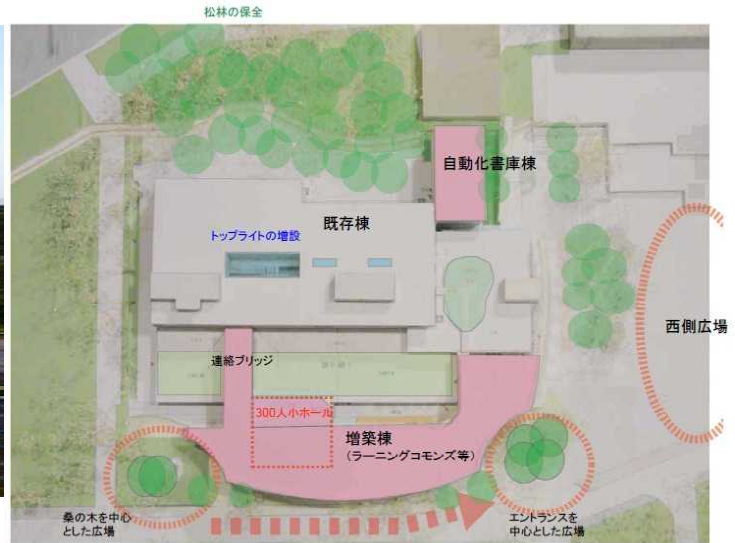 松林の保全
自動化書庫棟
既存棟
トップライトの増設
西側広場
連絡ブリッジ
300人小ホール
増築棟
(ラーニングコモンズ等)
桑の木を中心
とした広場
エントランスを
中心とした広場